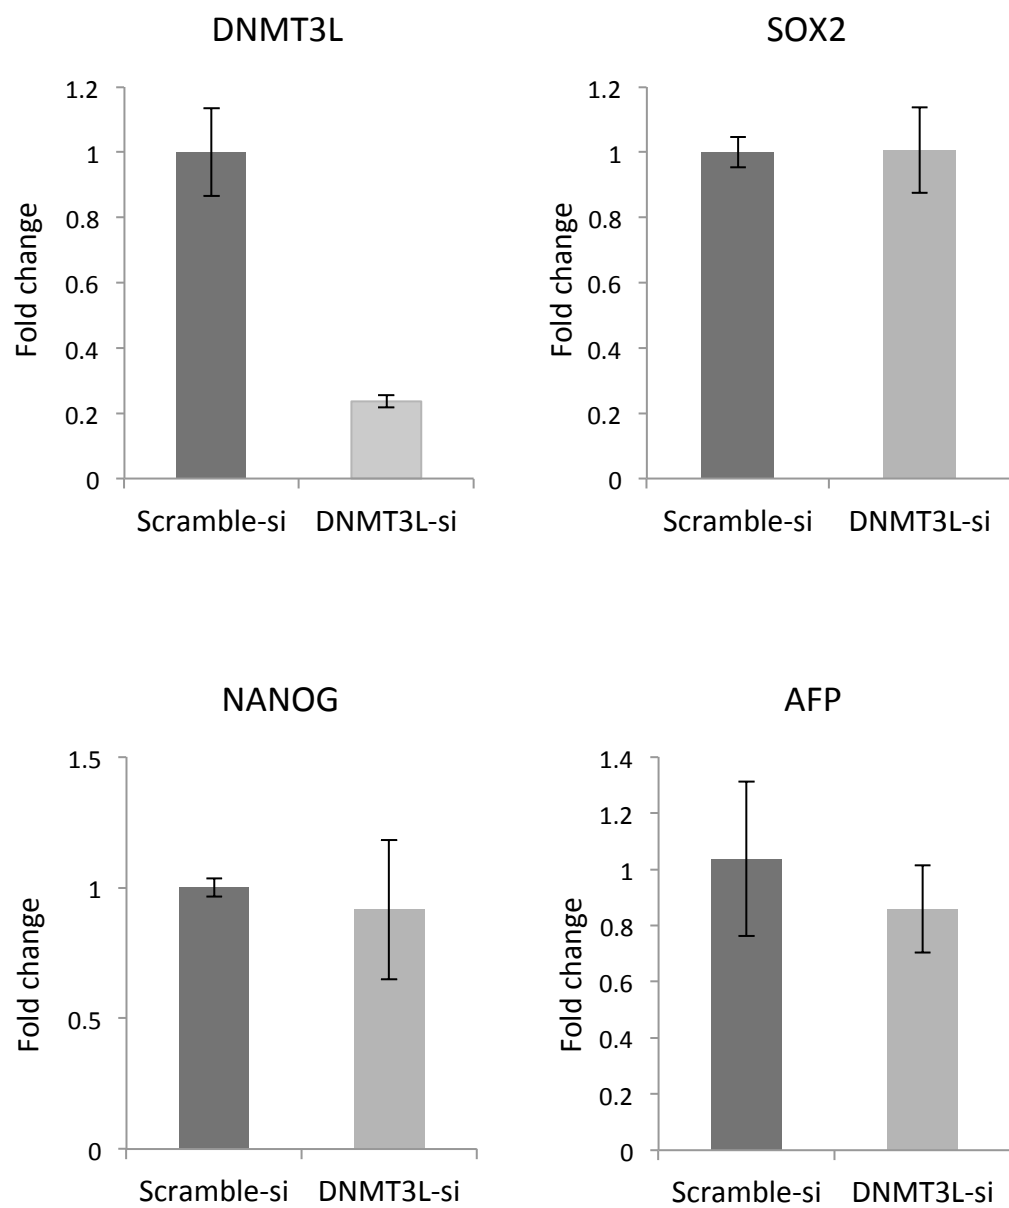 DNMT3L
Fold change
1.2
1
0.8
0.6
0.4
0.2
0
Scramble-si DNMT3L-si
SOX2
Fold change
1.2
1
0.8
0.6
0.4
0.2
0
Scramble-si DNMT3L-si
NANOG
Fold change
1.5
1
0.5
0
Scramble-si DNMT3L-si
AFP
Fold change
1.4
1.2
1
0.8
0.6
0.4
0.2
0
Scramble-si DNMT3L-si